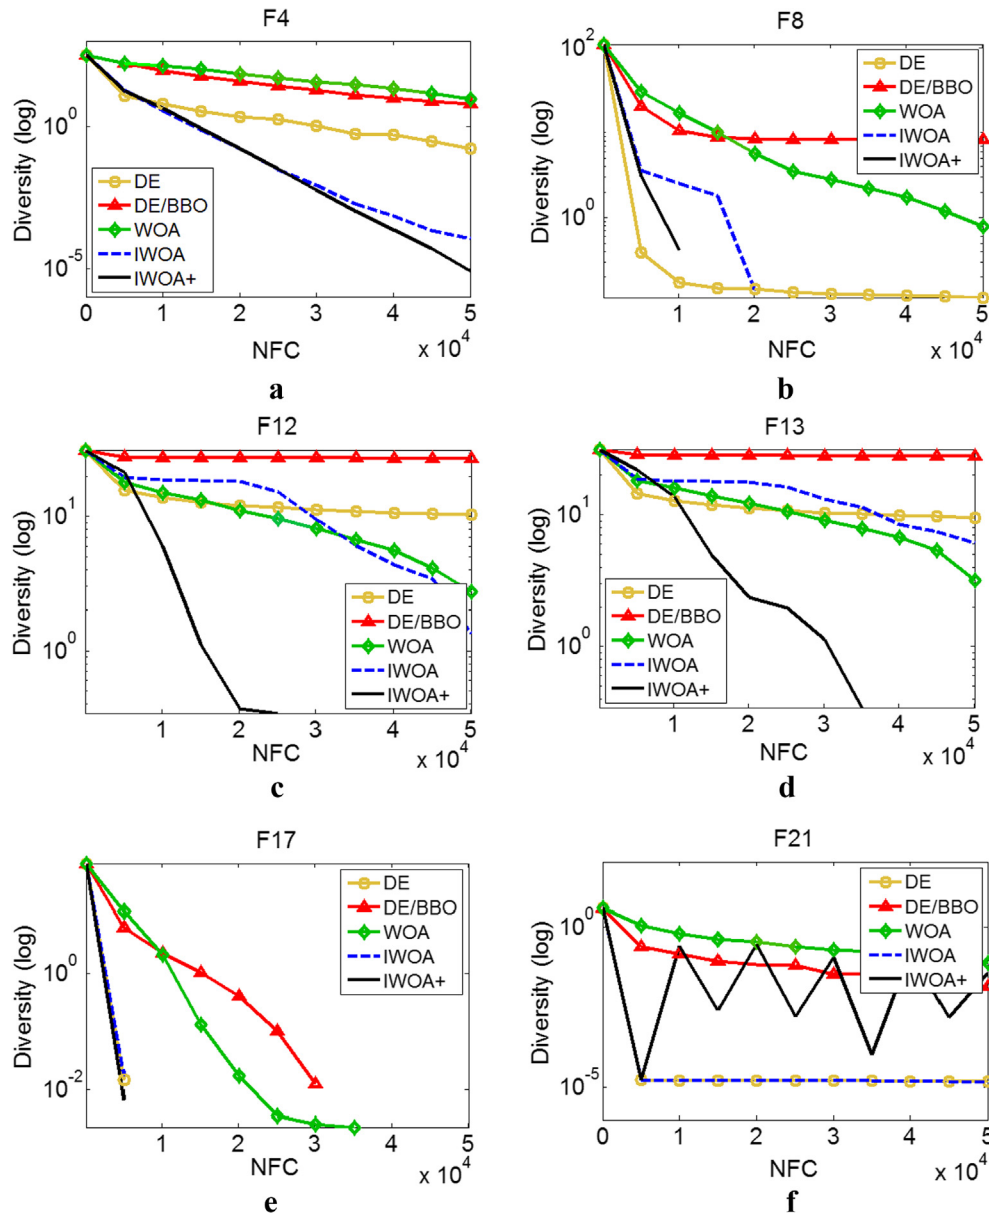 F4
Diversity (log)
10^0
10^-5
DE
DE/BBO
WOA
IWOA
IWOA+
0 1 2 3 4 5
NFC
x 10^4
a
F8
Diversity (log)
10^2
10^0
DE
DE/BBO
WOA
IWOA
IWOA+
0 1 2 3 4 5
NFC
x 10^4
b
F12
Diversity (log)
10^1
10^0
DE
DE/BBO
WOA
IWOA
IWOA+
0 1 2 3 4 5
NFC
x 10^4
c
F13
Diversity (log)
10^1
10^0
DE
DE/BBO
WOA
IWOA
IWOA+
0 1 2 3 4 5
NFC
x 10^4
d
F17
Diversity (log)
10^0
10^-2
DE
DE/BBO
WOA
IWOA
IWOA+
0 1 2 3 4 5
NFC
x 10^4
e
F21
Diversity (log)
10^0
10^-5
DE
DE/BBO
WOA
IWOA
IWOA+
0 1 2 3 4 5
NFC
x 10^4
f